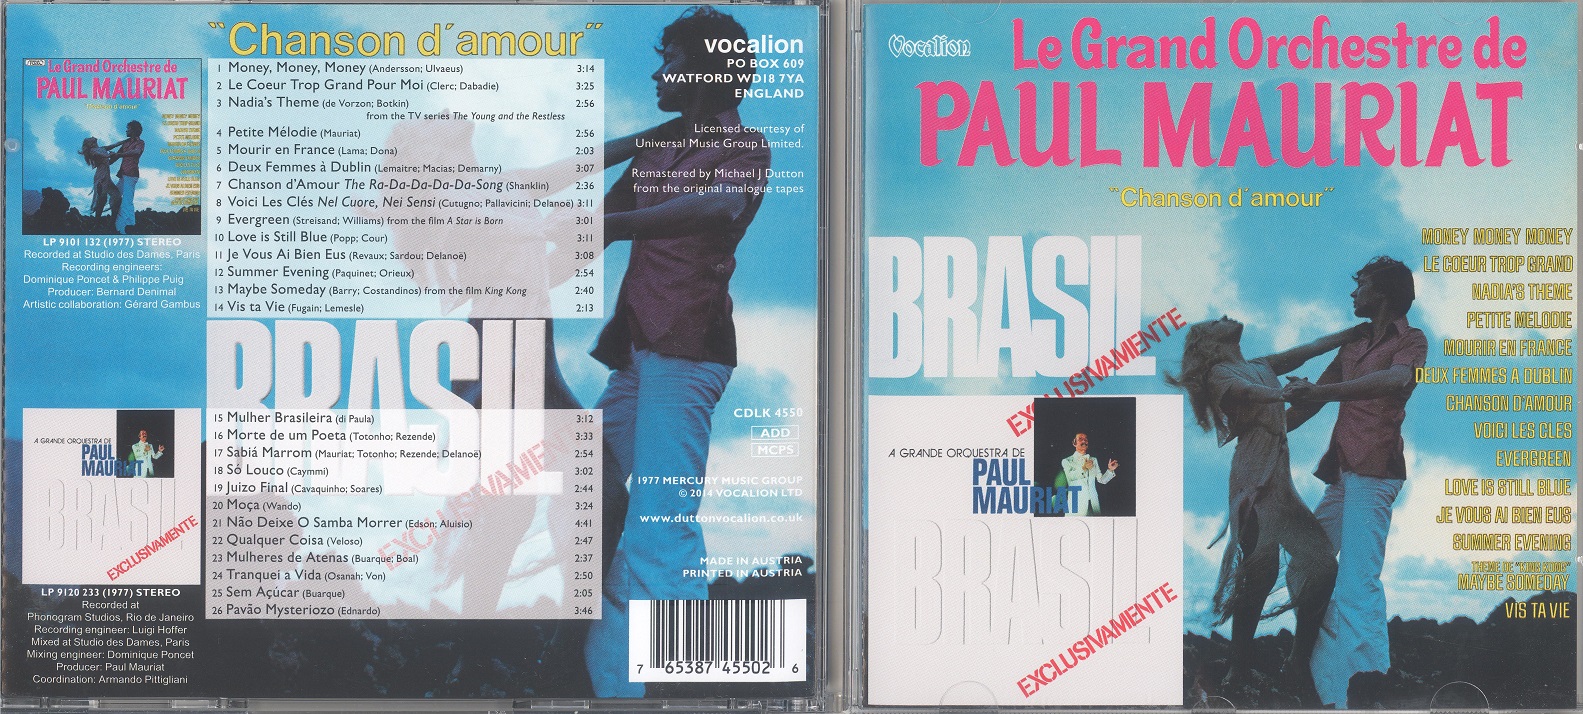 "Chanson d'amour"
STEREO
Le Grand Orchestre de
PAUL MAURIAT
"Chanson d'amour"
LP 9101 132 (1977) STEREO
Recorded at Studio des Dames, Paris
Recording engineers:
Dominique Poncet & Philippe Puig
Producer: Bernard Denimal
Artistic collaboration: Gérard Gambus
1 Money, Money, Money (Andersson; Ulvaeus) 3:14
2 Le Coeur Trop Grand Pour Moi (Clerc; Dabadie) 3:25
3 Nadia's Theme (de Vorzon; Botkin) 2:56
from the TV series The Young and the Restless
4 Petite Mélodie (Mauriat) 2:56
5 Mourir en France (Lama; Dona) 2:03
6 Deux Femmes à Dublin (Lemaitre; Macias; Demarny) 3:07
7 Chanson d'Amour The Ra-Da-Da-Da-Da-Song (Shanklin) 2:36
8 Voici Les Clés Nel Cuore, Nei Sensi (Cutugno; Pallavicini; Delanoë) 3:11
9 Evergreen (Streisand; Williams) from the film A Star is Born 3:01
10 Love is Still Blue (Popp; Cour) 3:11
11 Je Vous Ai Bien Eus (Revaux; Sardou; Delanoë) 3:08
12 Summer Evening (Paquinet; Orieux) 2:54
13 Maybe Someday (Barry; Costandinos) from the film King Kong 2:40
14 Vis ta Vie (Fugain; Lemesle) 2:13
BRASIL
EXCLUSIVAMENTE
A GRANDE ORQUESTRA DE
PAUL
MAURIAT
BRASIL
EXCLUSIVAMENTE
LP 9120 233 (1977) STEREO
Recorded at
Phonogram Studios, Rio de Janeiro
Recording engineer: Luigi Hoffer
Mixed at Studio des Dames, Paris
Mixing engineer: Dominique Poncet
Producer: Paul Mauriat
Coordination: Armando Pittigliani
15 Mulher Brasileira (di Paula) 3:12
16 Morte de um Poeta (Totonho; Rezende) 3:33
17 Sabiá Marrom (Mauriat; Totonho; Rezende; Delanoë) 2:54
18 Só Louco (Caymmi) 3:02
19 Juizo Final (Cavaquinho; Soares) 2:44
20 Moça (Wando) 3:24
21 Não Deixe O Samba Morrer (Edson; Aluisio) 4:41
22 Qualquer Coisa (Veloso) 2:47
23 Mulheres de Atenas (Buarque; Boal) 2:37
24 Tranquei a Vida (Osanah; Von) 2:50
25 Sem Açúcar (Buarque) 2:05
26 Pavão Mysteriozo (Ednardo) 3:46
vocalion
PO BOX 609
WATFORD WD18 7YA
ENGLAND
Licensed courtesy of
Universal Music Group Limited.
Remastered by Michael J Dutton
from the original analogue tapes
CDLK 4550
ADD
MCPS
℗ 1977 MERCURY MUSIC GROUP
© 2014 VOCALION LTD
www.duttonvocalion.co.uk
MADE IN AUSTRIA
PRINTED IN AUSTRIA
7 65387 45502 6
Vocalion
Le Grand Orchestre de
PAUL MAURIAT
"Chanson d'amour"
BRASIL
EXCLUSIVAMENTE
A GRANDE ORQUESTRA DE
PAUL
MAURIAT
BRASIL
EXCLUSIVAMENTE
MONEY MONEY MONEY
LE COEUR TROP GRAND
NADIA'S THEME
PETITE MELODIE
MOURIR EN FRANCE
DEUX FEMMES A DUBLIN
CHANSON D'AMOUR
VOICI LES CLES
EVERGREEN
LOVE IS STILL BLUE
JE VOUS AI BIEN EUS
SUMMER EVENING
THEME DE "KING KONG"
MAYBE SOMEDAY
VIS TA VIE